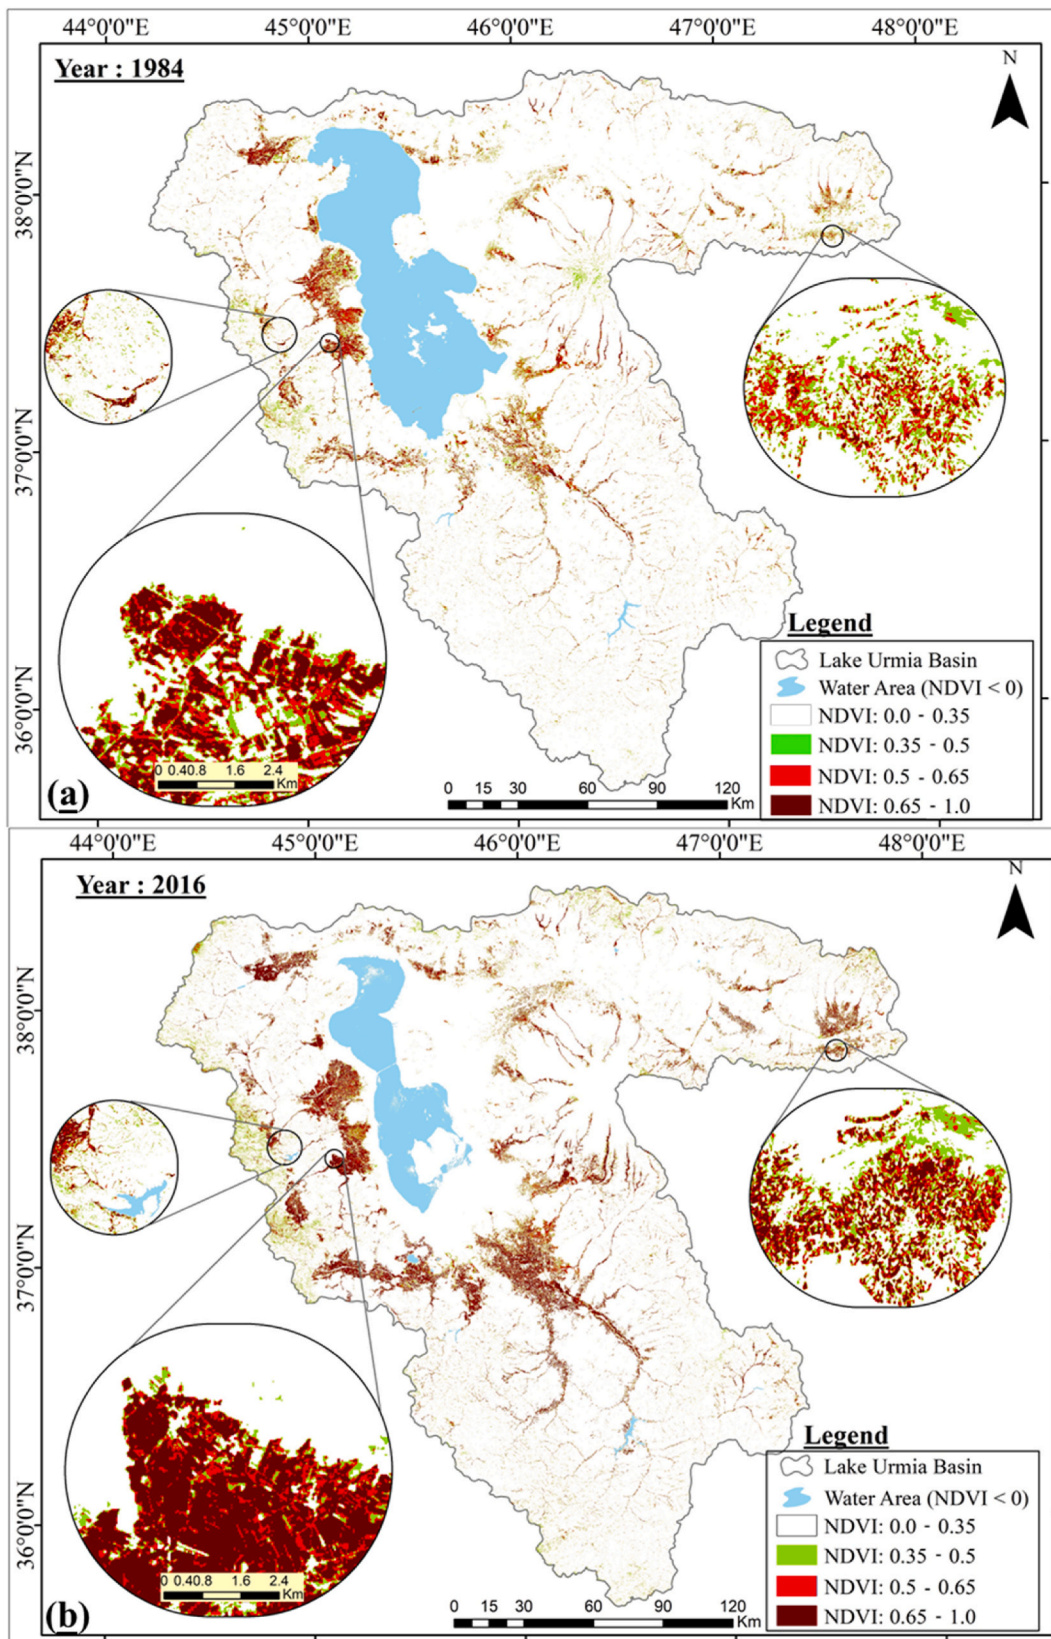 44°0'0"E 45°0'0"E 46°0'0"E 47°0'0"E 48°0'0"E
Year : 1984
N
38°0'0"N
37°0'0"N
36°0'0"N
Legend
Lake Urmia Basin
Water Area (NDVI < 0)
NDVI: 0.0 - 0.35
NDVI: 0.35 - 0.5
NDVI: 0.5 - 0.65
NDVI: 0.65 - 1.0
0 0.40.8 1.6 2.4
Km
0 15 30 60 90 120
Km
(a)
44°0'0"E 45°0'0"E 46°0'0"E 47°0'0"E 48°0'0"E
Year : 2016
N
38°0'0"N
37°0'0"N
36°0'0"N
Legend
Lake Urmia Basin
Water Area (NDVI < 0)
NDVI: 0.0 - 0.35
NDVI: 0.35 - 0.5
NDVI: 0.5 - 0.65
NDVI: 0.65 - 1.0
0 0.40.8 1.6 2.4
Km
0 15 30 60 90 120
Km
(b)